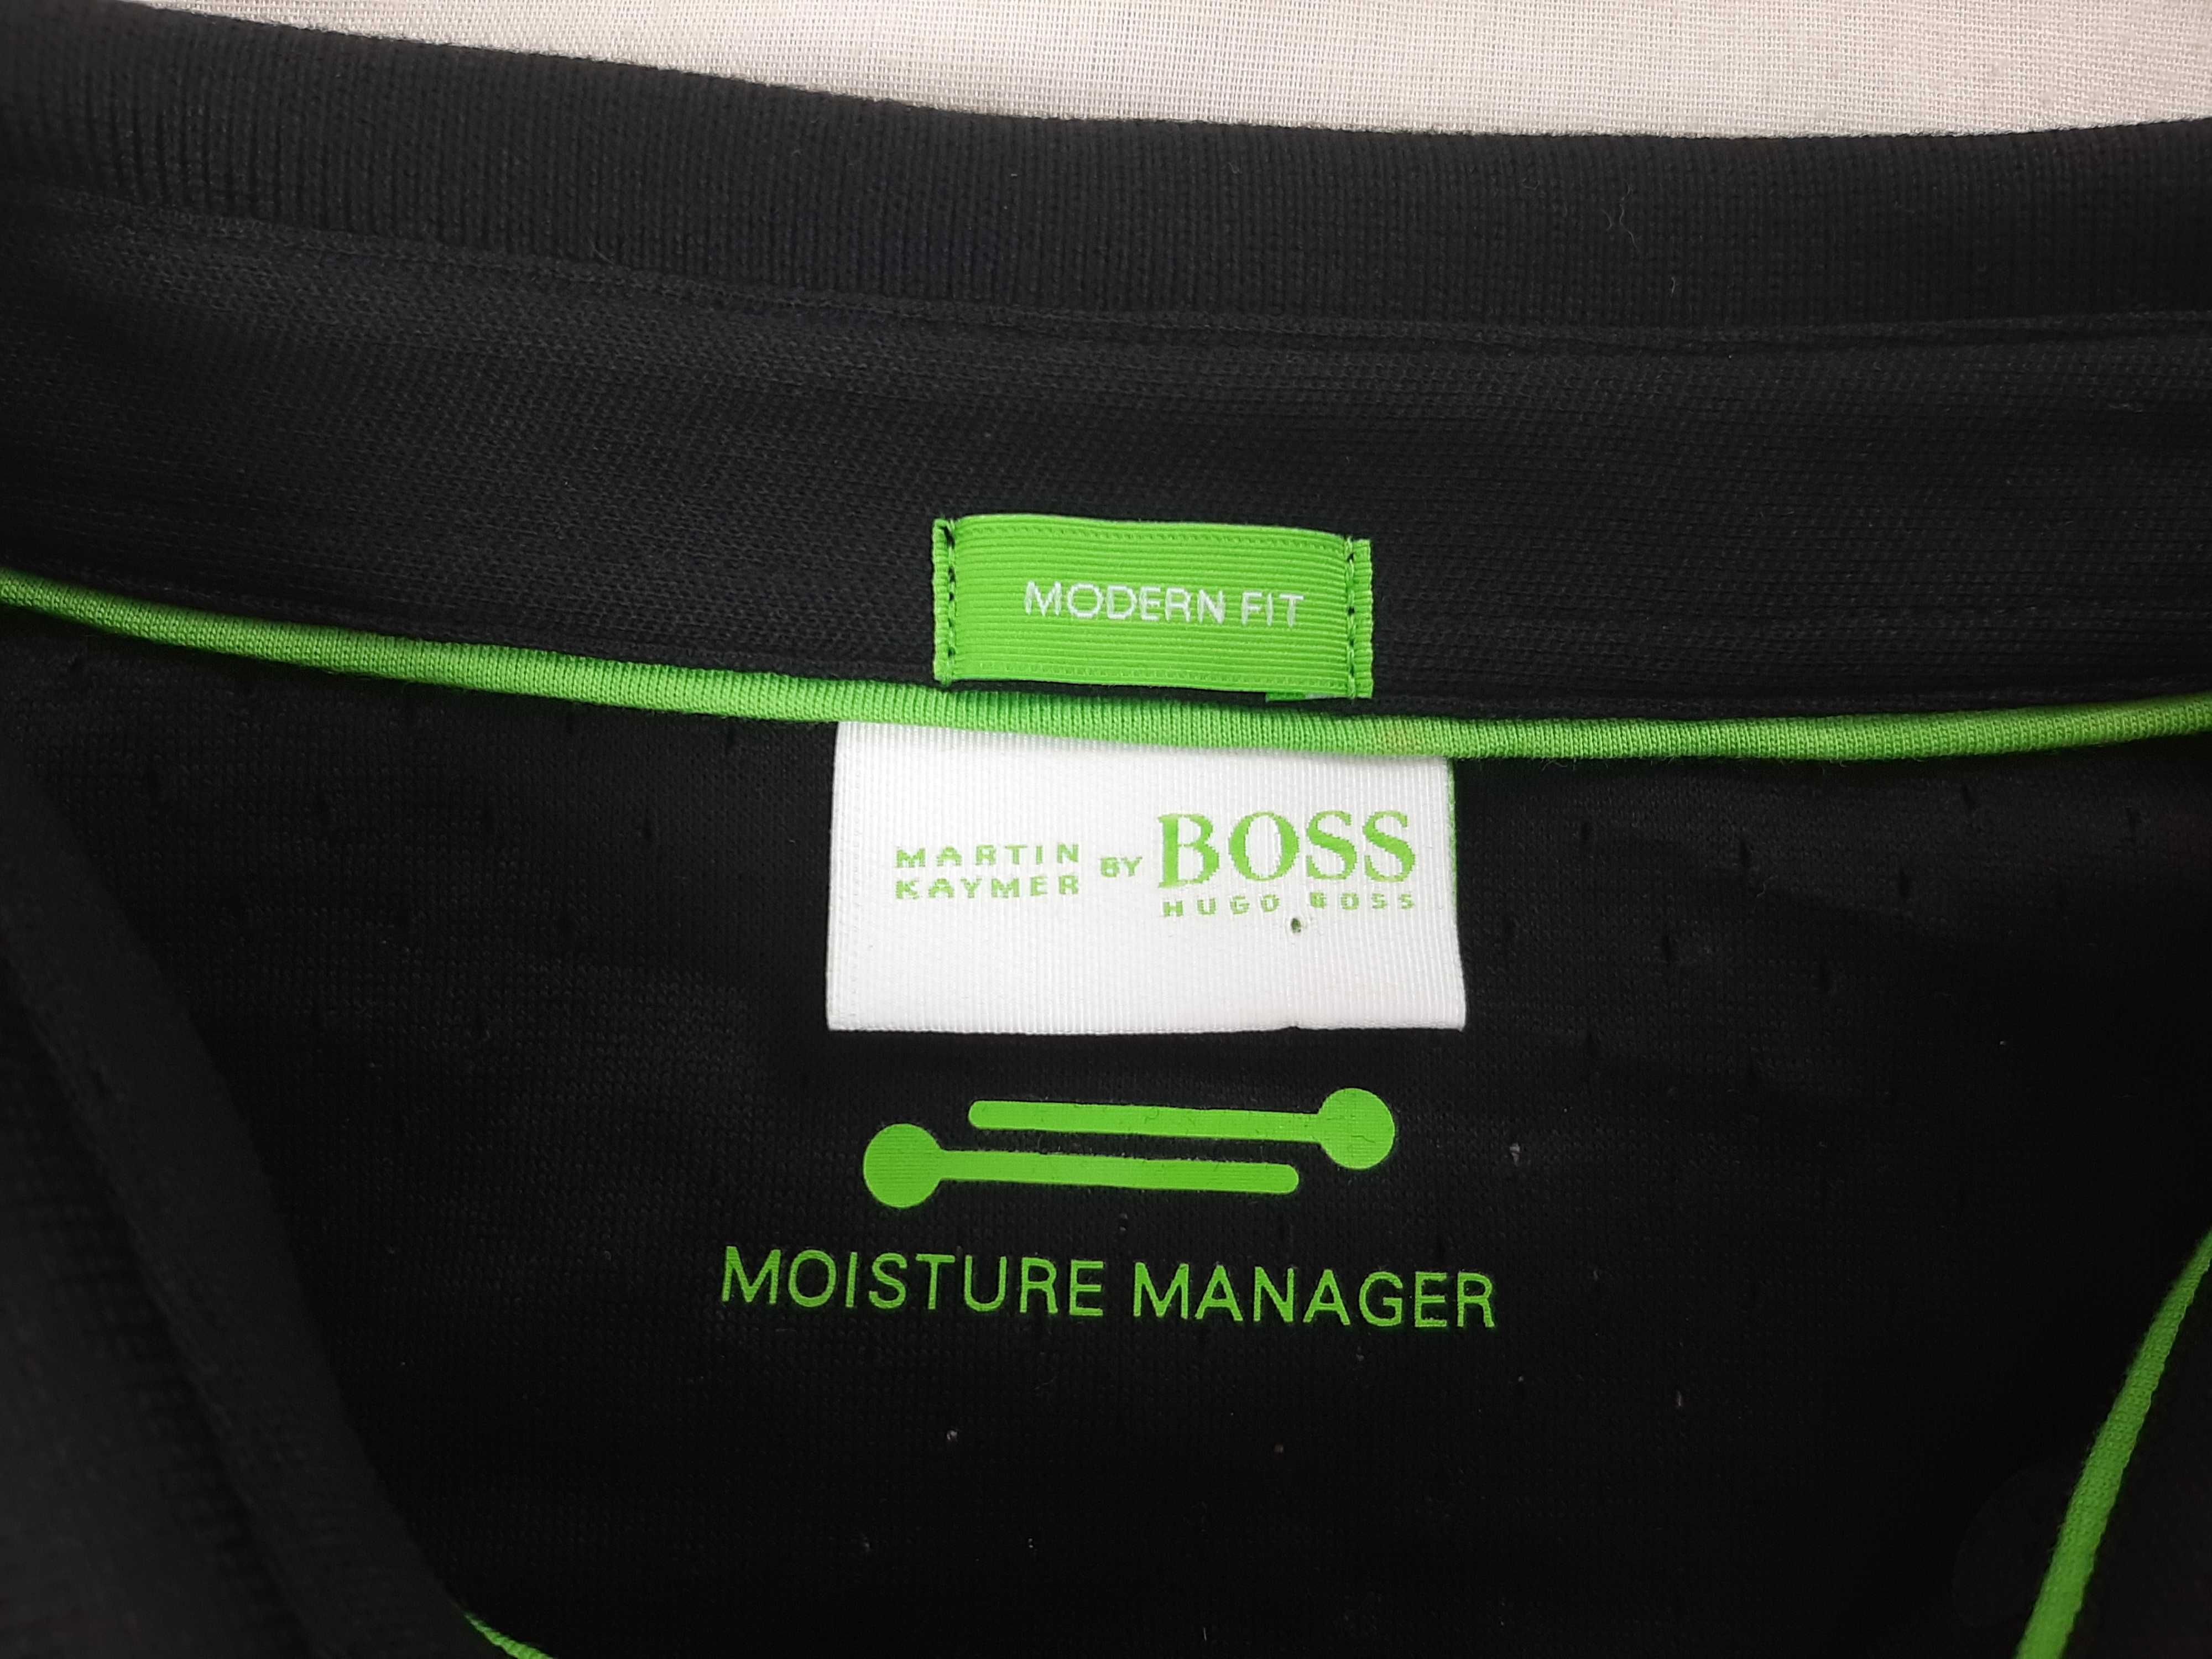 MODERN FIT
MARTIN KAYMER BY BOSS
HUGO BOSS
MOISTURE MANAGER